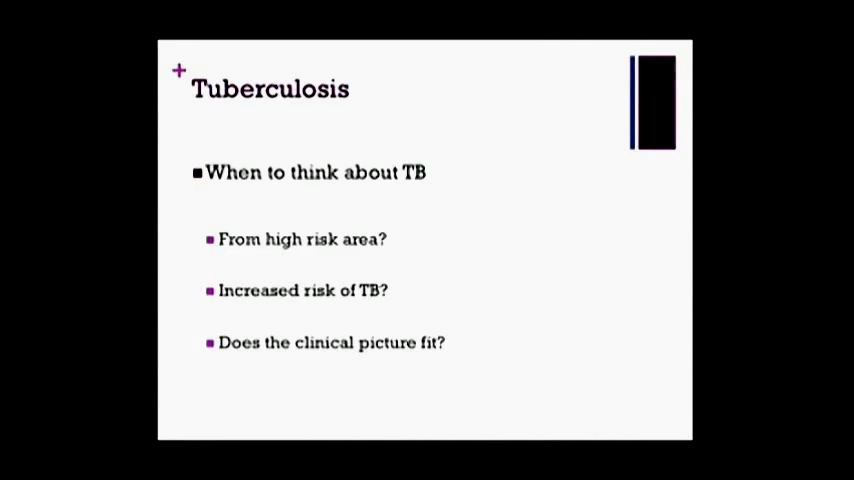 +
Tuberculosis
When to think about TB
From high risk area?
Increased risk of TB?
Does the clinical picture fit?